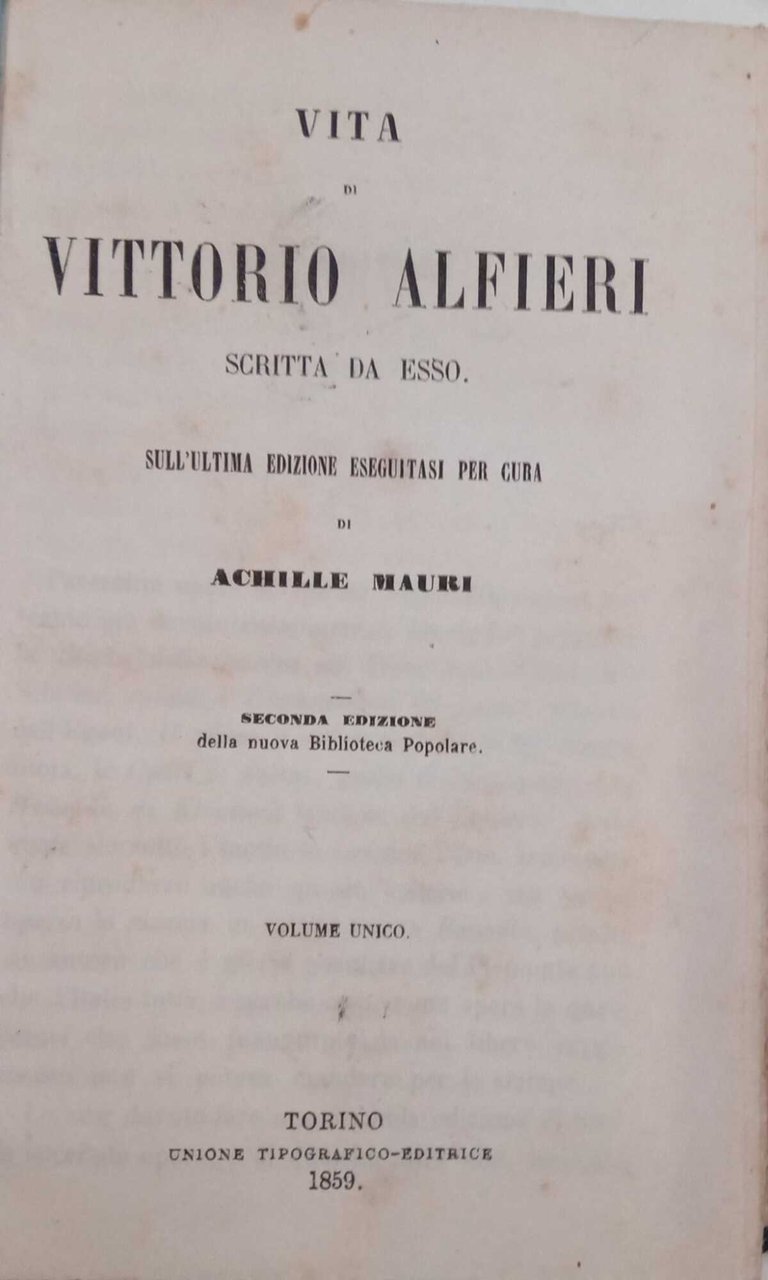 VITA
DI
VITTORIO ALFIERI
SCRITTA DA ESSO.
SULL'ULTIMA EDIZIONE ESEGUITASI PER CURA
DI
ACHILLE MAURI
SECONDA EDIZIONE
della nuova Biblioteca Popolare.
VOLUME UNICO.
TORINO
UNIONE TIPOGRAFICO-EDITRICE
1859.